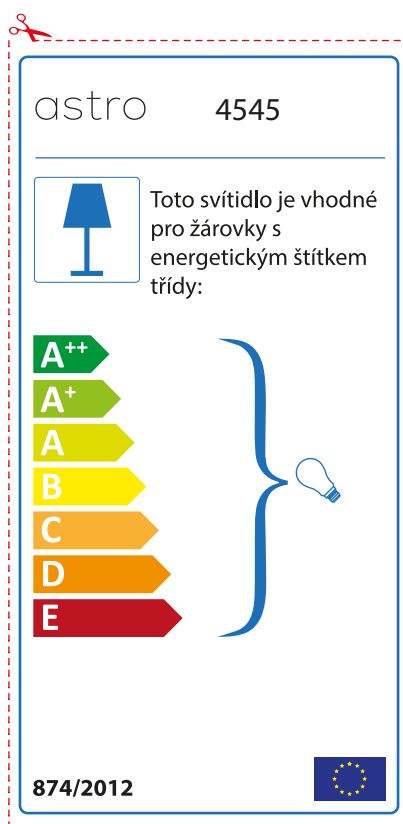 astro 4545
Toto svítidlo je vhodné
pro žárovky s
energetickým štítkem
třídy:
A++
A+
A
B
C
D
E
874/2012